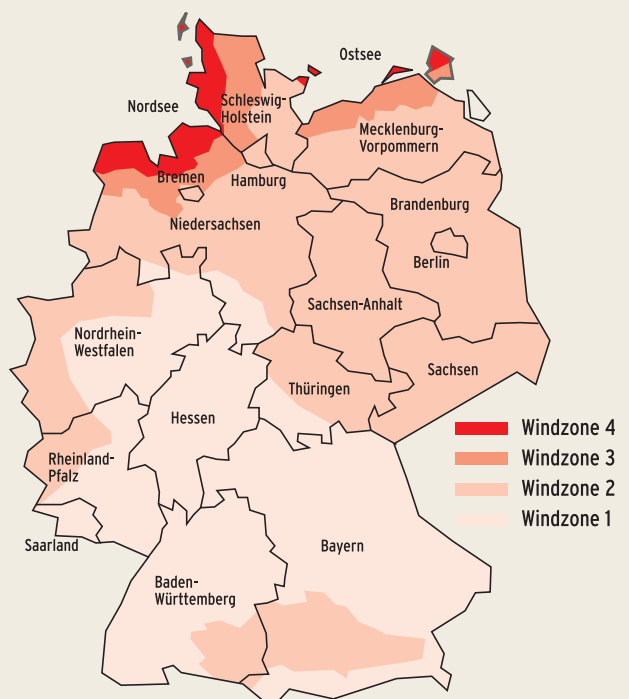 Ostsee
Nordsee
Schleswig-
Holstein
Mecklenburg-
Vorpommern
Bremen
Hamburg
Brandenburg
Niedersachsen
Berlin
Sachsen-Anhalt
Nordrhein-
Westfalen
Sachsen
Thüringen
Hessen
Windzone 4
Windzone 3
Windzone 2
Windzone 1
Rheinland-
Pfalz
Saarland
Bayern
Baden-
Württemberg